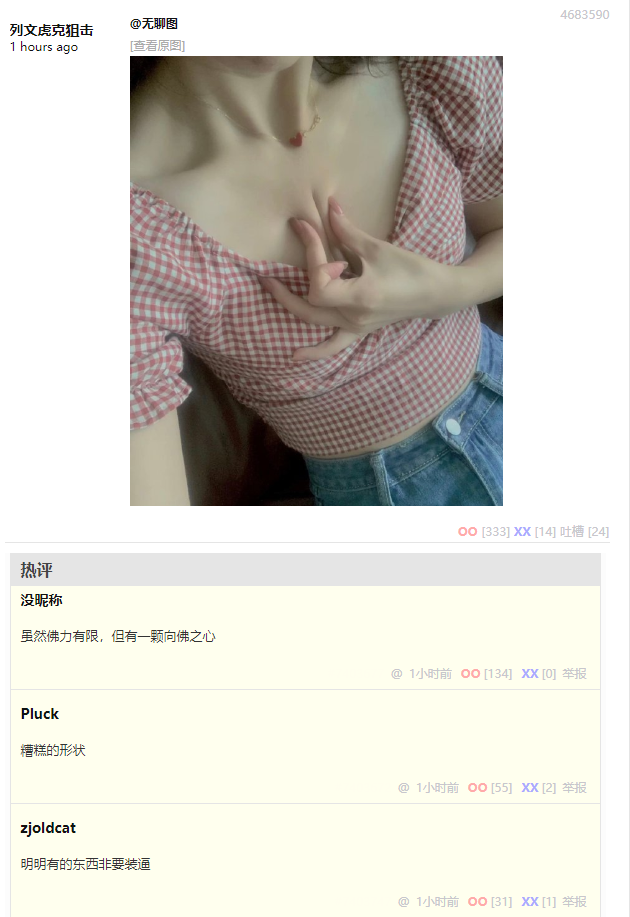 4683590
列文虎克狙击
1 hours ago
@无聊图
[查看原图]
OO [333] XX [14] 吐槽 [24]
热评
没昵称
虽然佛力有限，但有一颗向佛之心
@ 1小时前 OO [134] XX [0] 举报
Pluck
糟糕的形状
@ 1小时前 OO [55] XX [2] 举报
zjoldcat
明明有的东西非要装逼
@ 1小时前 OO [31] XX [1] 举报